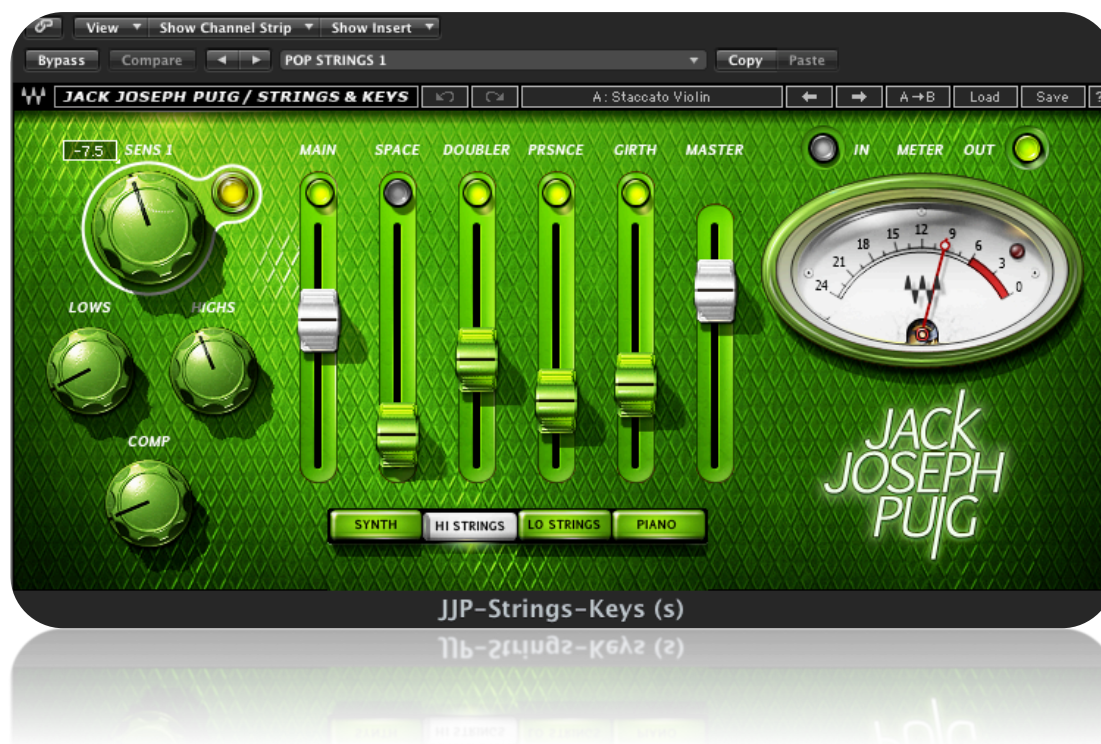 View Show Channel Strip Show Insert
Bypass Compare POP STRINGS 1 Copy Paste
JACK JOSEPH PUIG / STRINGS & KEYS A: Staccato Violin A→B Load Save ?
-7.5 SENS 1 MAIN SPACE DOUBLER PRSNCE GIRTH MASTER IN METER OUT
24 21 18 15 12 9 6 3 0
LOWS HIGHS
COMP
JACK
JOSEPH
PUIG
SYNTH HI STRINGS LO STRINGS PIANO
JJP-Strings-Keys (s)